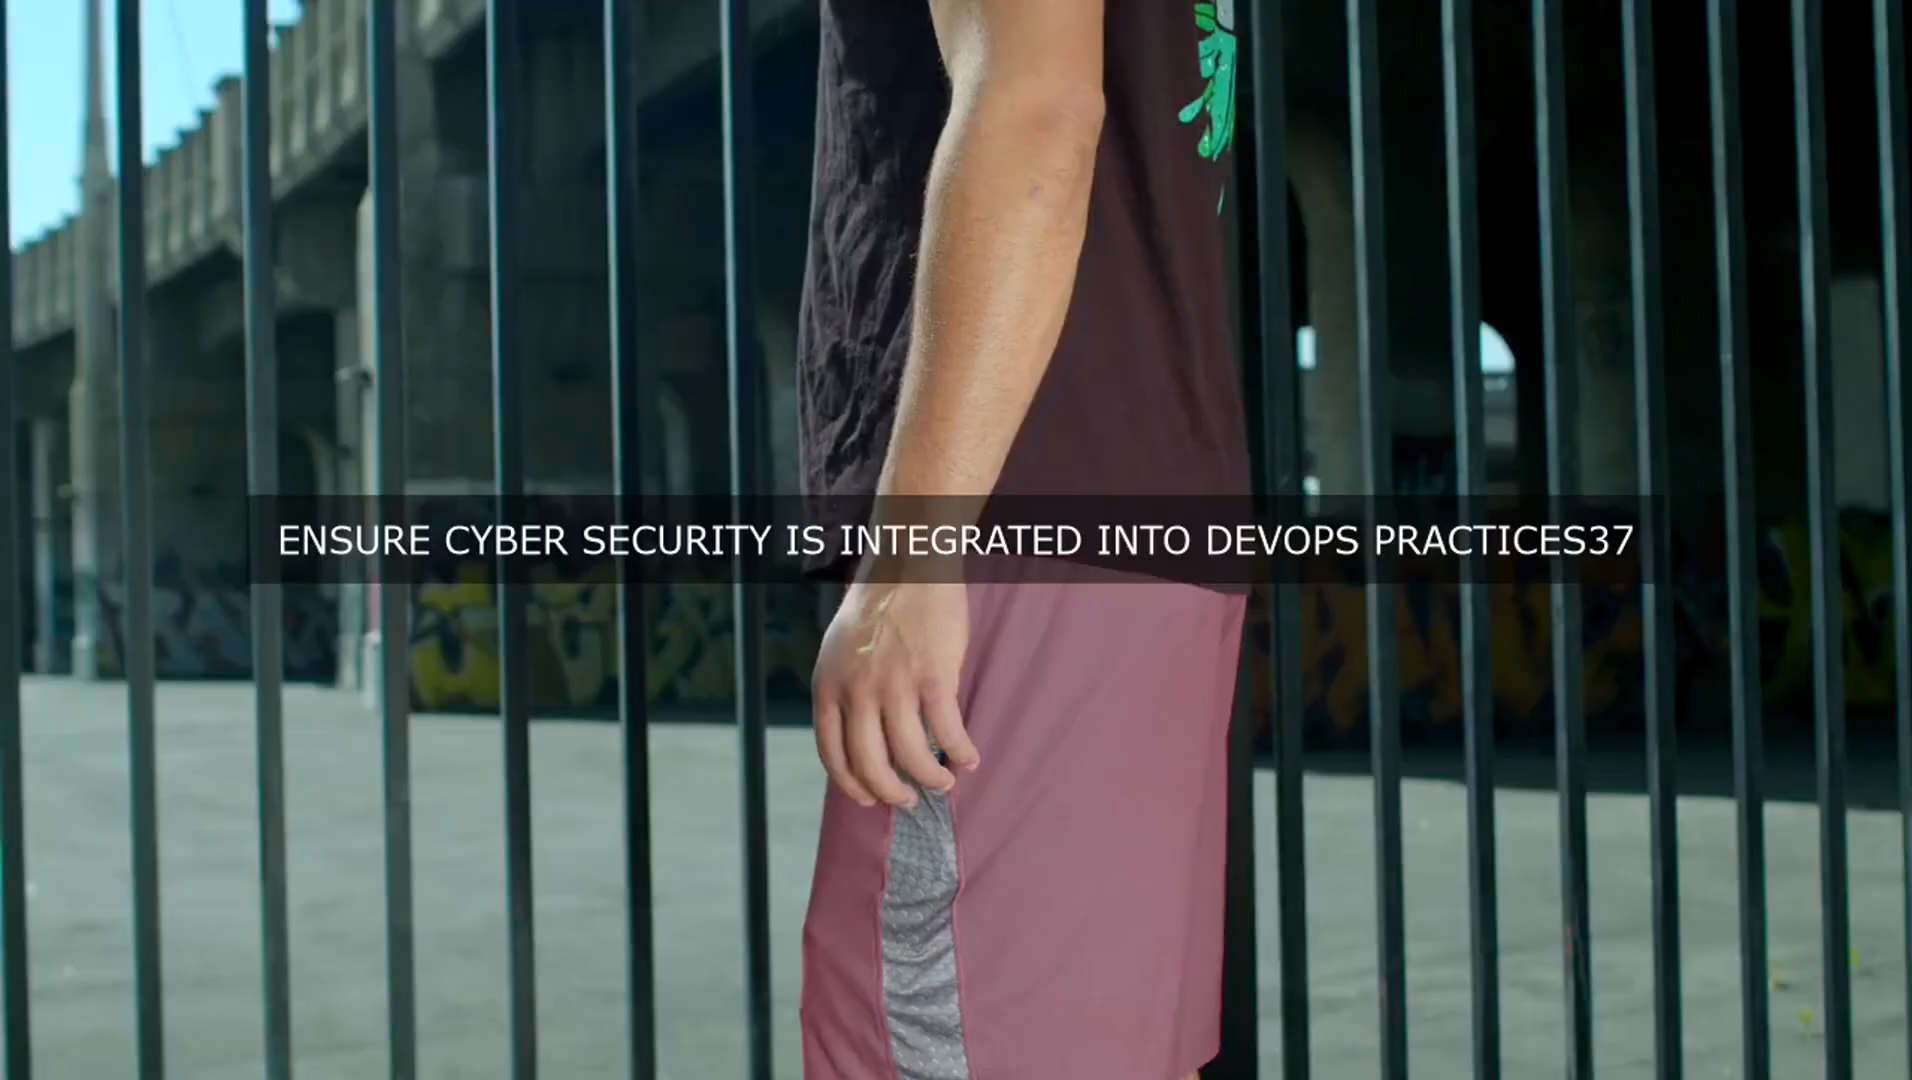 ENSURE CYBER SECURITY IS INTEGRATED INTO DEVOPS PRACTICES37